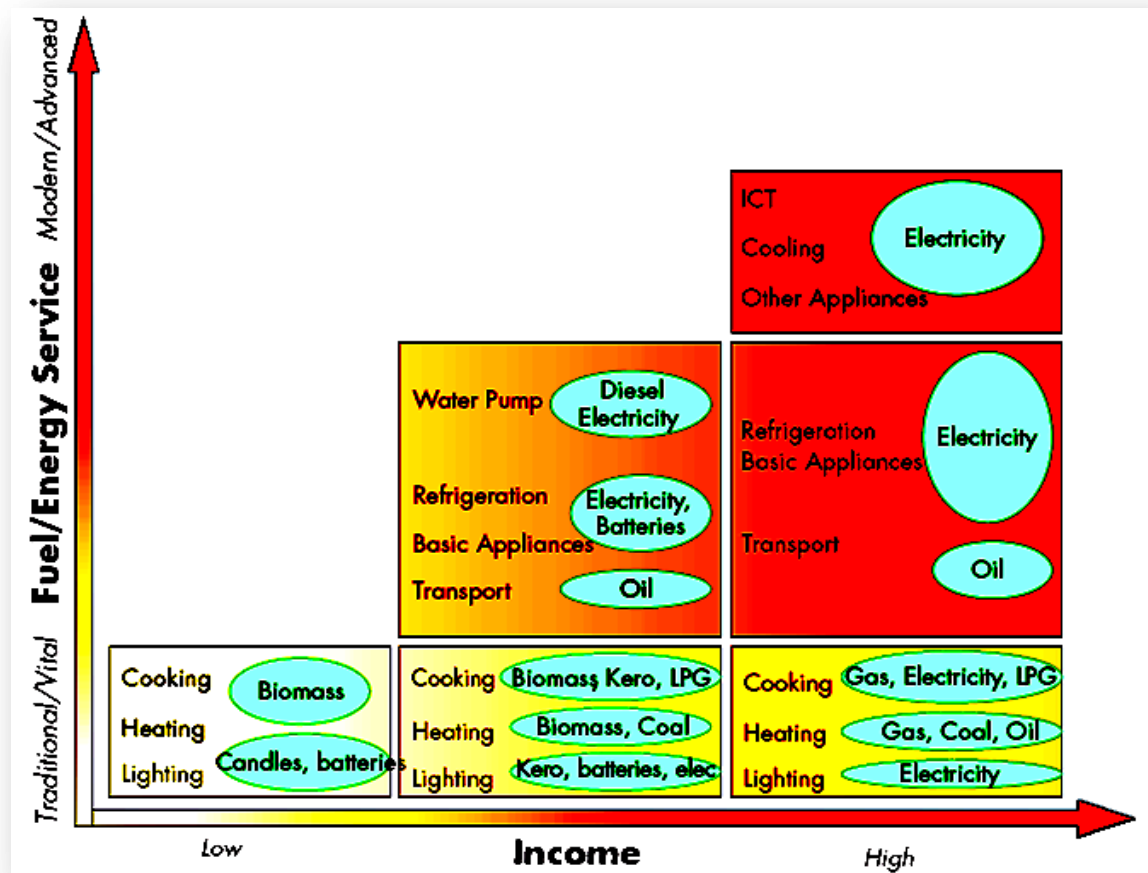 Fuel/Energy Service
Modern/Advanced
Traditional/Vital
ICT
Cooling
Other Appliances
Electricity
Water Pump
Diesel
Electricity
Refrigeration
Basic Appliances
Electricity,
Batteries
Transport
Oil
Refrigeration
Basic Appliances
Electricity
Transport
Oil
Cooking
Heating
Biomass
Lighting
Candles, batteries
Cooking
Biomass, Kero, LPG
Heating
Biomass, Coal
Lighting
Kero, batteries, elec
Cooking
Gas, Electricity, LPG
Heating
Gas, Coal, Oil
Lighting
Electricity
Low
Income
High